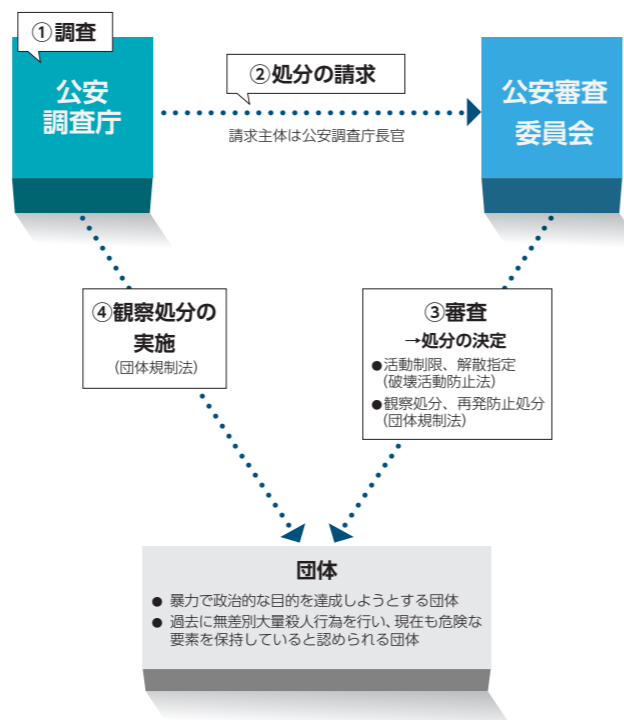 ①調査
公安
調査庁
②処分の請求
請求主体は公安調査庁長官
公安審査
委員会
④観察処分の
実施
(団体規制法)
③審査
→処分の決定
●活動制限、解散指定
(破壊活動防止法)
●観察処分、再発防止処分
(団体規制法)
団体
● 暴力で政治的な目的を達成しようとする団体
● 過去に無差別大量殺人行為を行い、現在も危険な
要素を保持していると認められる団体